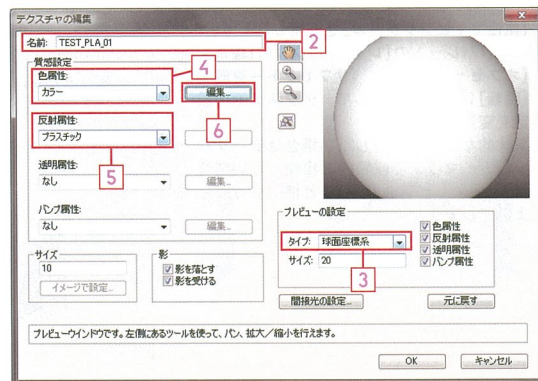 テクスチャの編集
名前: TEST_PLA_01
2
質感設定
色属性:
4
カラー
編集...
6
反射属性:
プラスチック
5
透明属性:
なし
編集...
バンプ属性:
なし
編集...
サイズ
10
イメージで設定...
影
影を落とす
影を受ける
プレビューの設定
タイプ: 球面座標系
3
サイズ: 20
色属性
反射属性
透明属性
バンプ属性
間接光の設定...
元に戻す
プレビューウインドウです。左側にあるツールを使って、パン、拡大／縮小を行えます。
OK
キャンセル